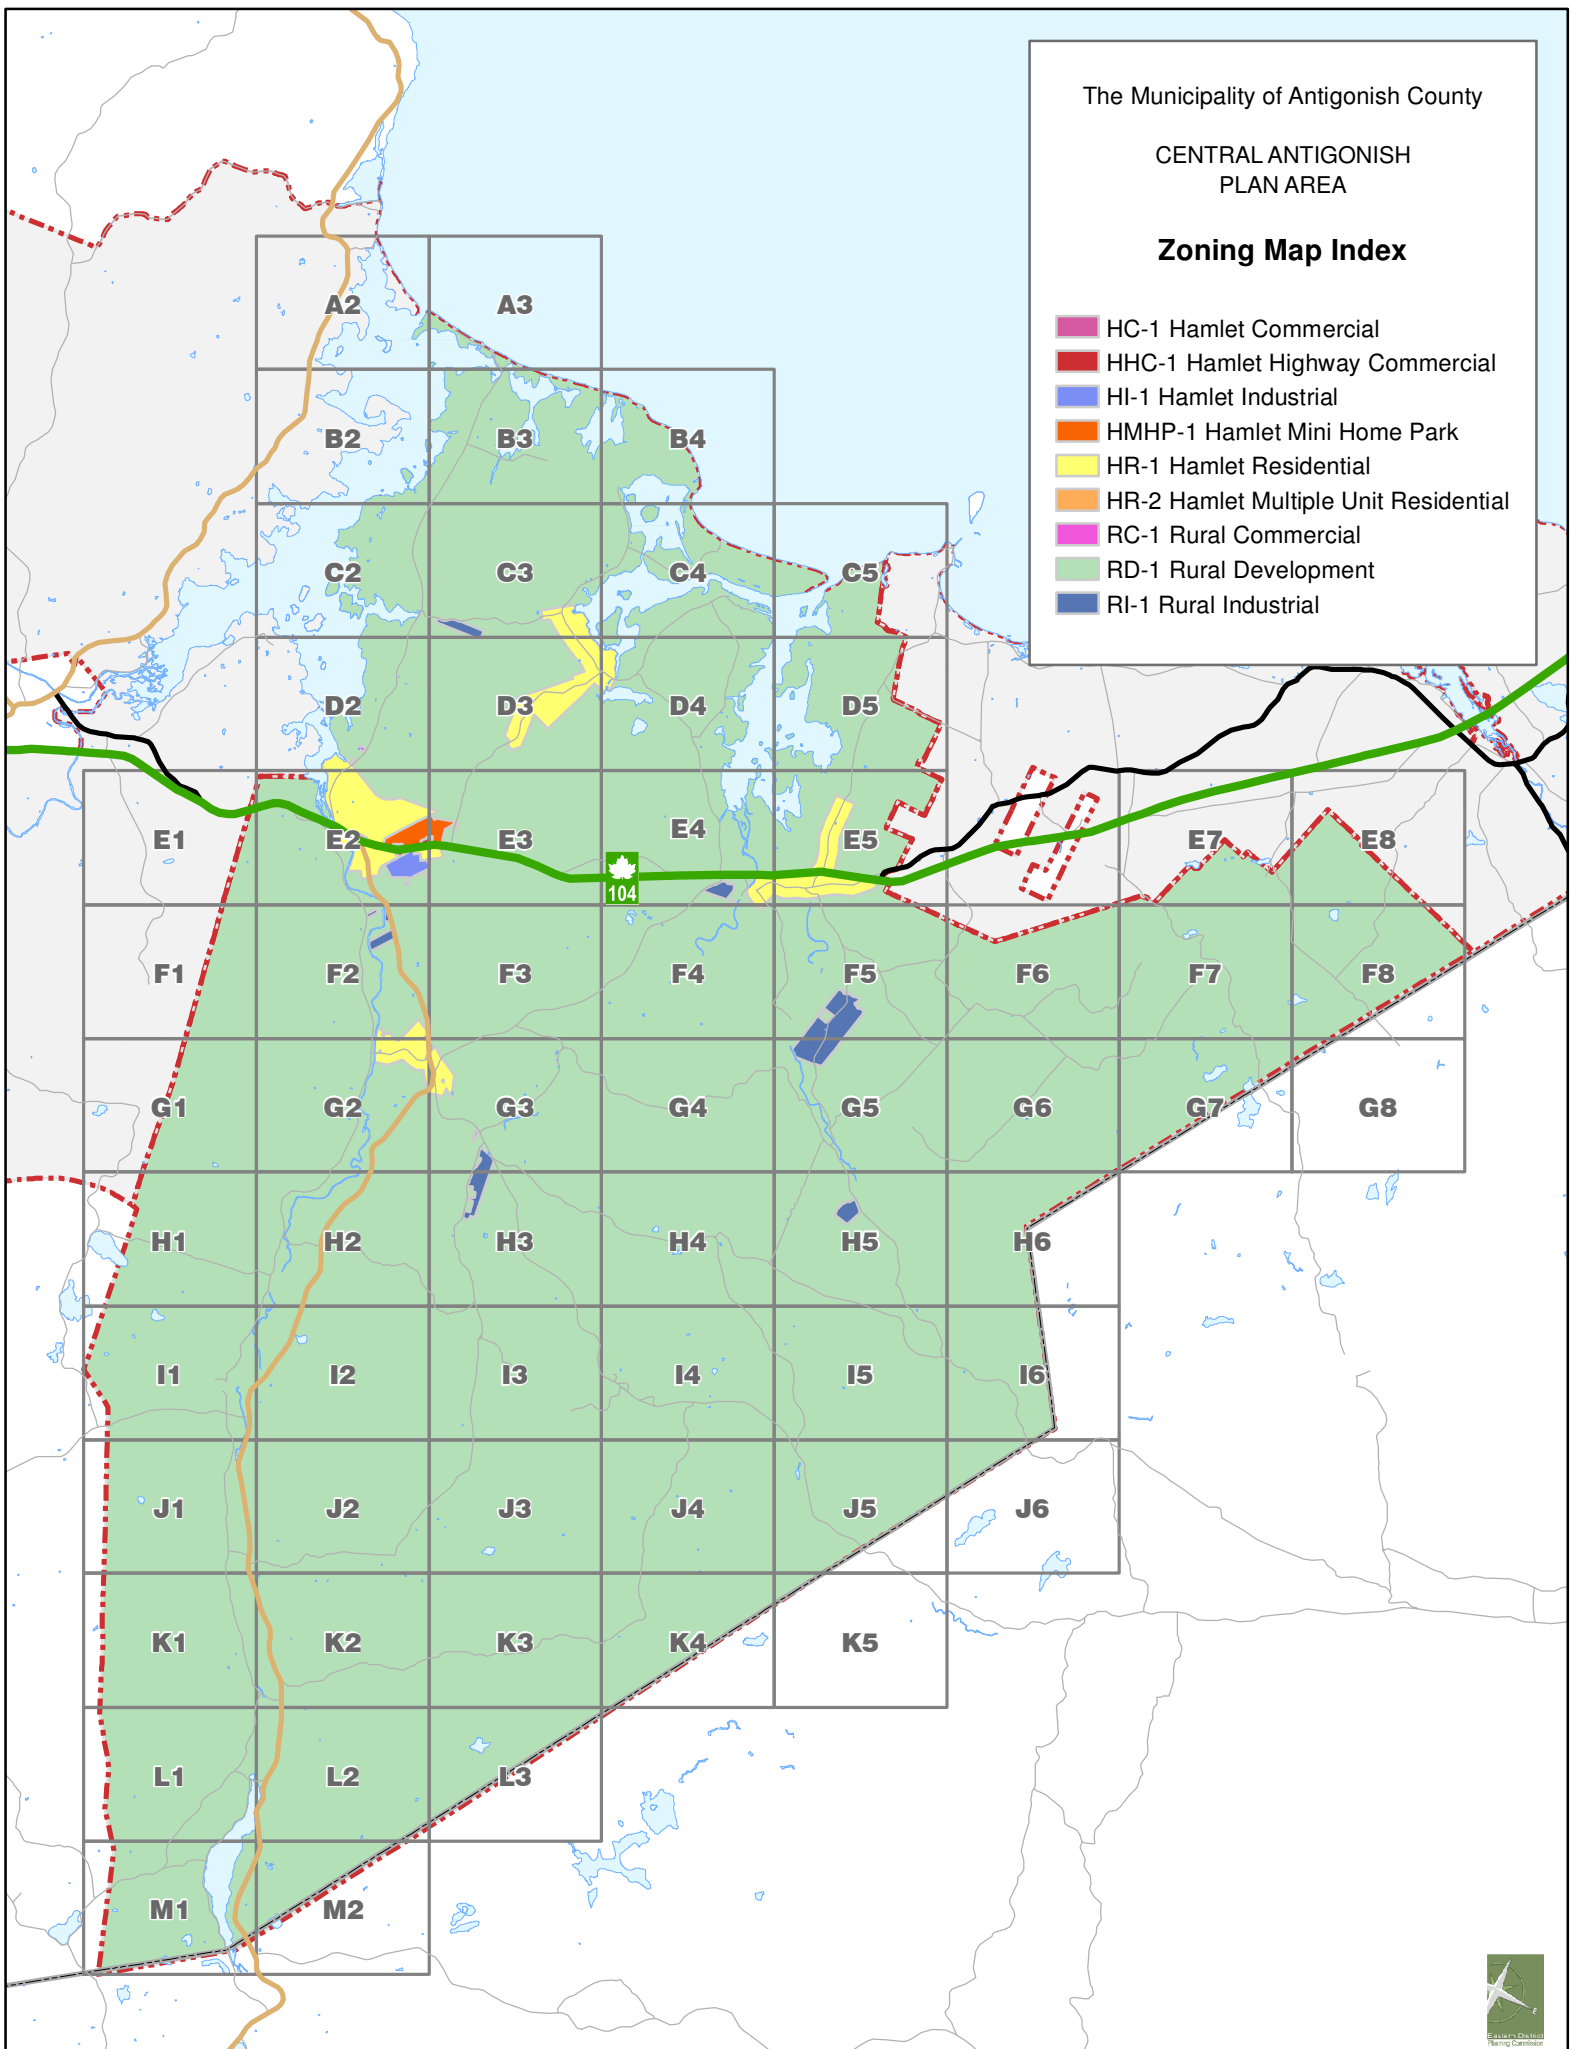 The Municipality of Antigonish County
CENTRAL ANTIGONISH
PLAN AREA
Zoning Map Index
HC-1 Hamlet Commercial
HHC-1 Hamlet Highway Commercial
HI-1 Hamlet Industrial
HMHP-1 Hamlet Mini Home Park
HR-1 Hamlet Residential
HR-2 Hamlet Multiple Unit Residential
RC-1 Rural Commercial
RD-1 Rural Development
RI-1 Rural Industrial
A2 A3
B2 B3 B4
C2 C3 C4 C5
D2 D3 D4 D5
E1 E2 E3 E4 E5 E7 E8
104
F1 F2 F3 F4 F5 F6 F7 F8
G1 G2 G3 G4 G5 G6 G7 G8
H1 H2 H3 H4 H5 H6
I1 I2 I3 I4 I5 I6
J1 J2 J3 J4 J5 J6
K1 K2 K3 K4 K5
L1 L2 L3
M1 M2
E
Eastern District
Planning Commission